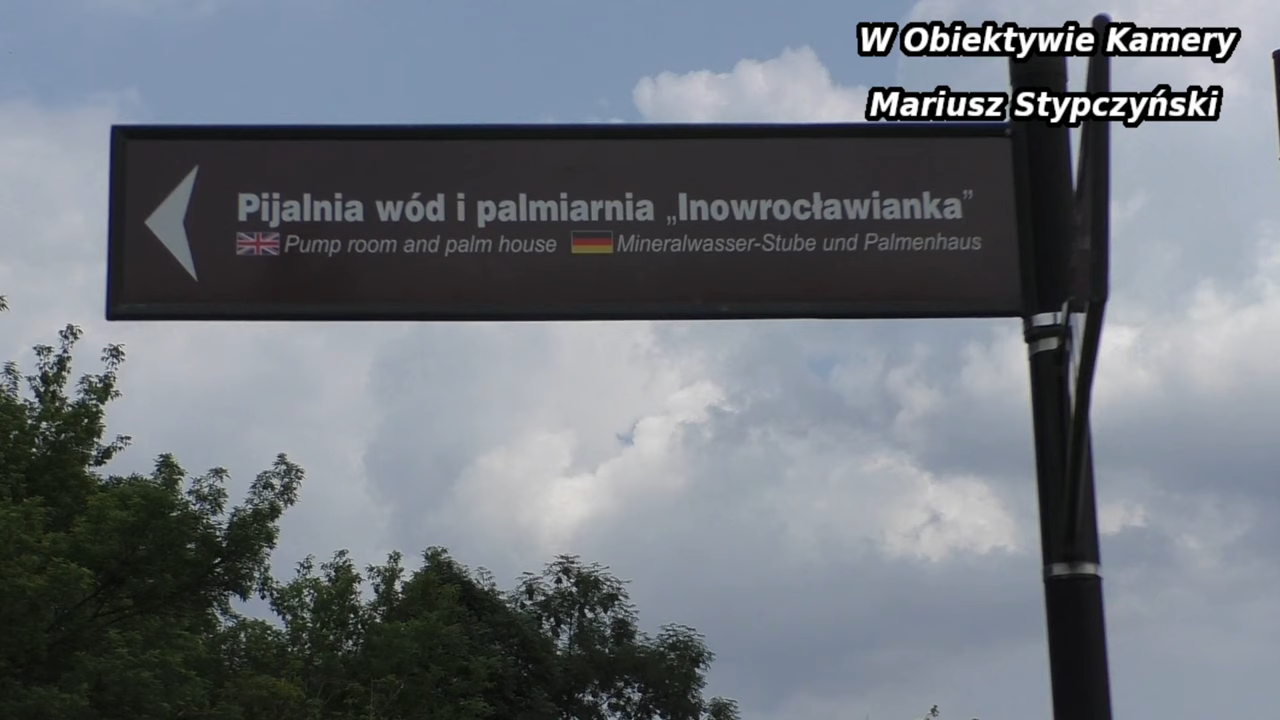 W Obiektywie Kamery
Mariusz Stypczyński
Pijalnia wód i palmiarnia „Inowrocławianka”
Pump room and palm house Mineralwasser-Stube und Palmenhaus